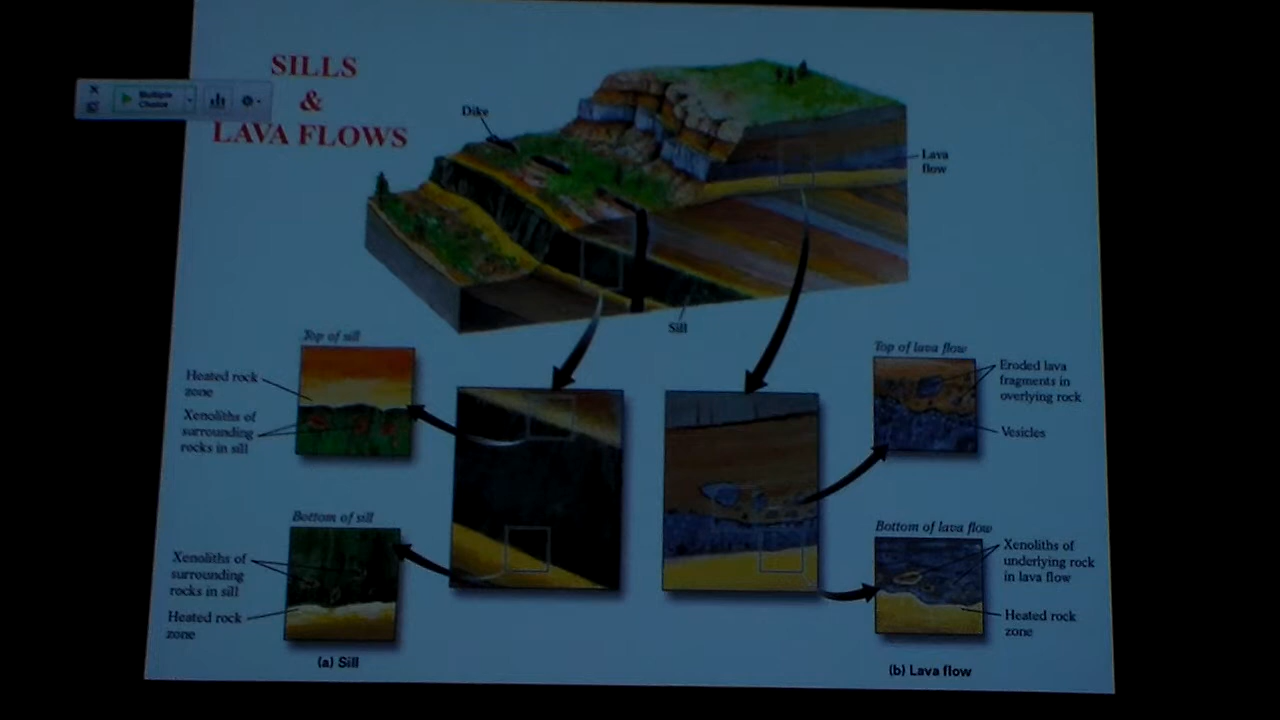 SILLS
&
LAVA FLOWS
Multiple
Choice
Dike
Lava
flow
Sill
Top of sill
Heated rock
zone
Xenoliths of
surrounding
rocks in sill
Bottom of sill
Xenoliths of
surrounding
rocks in sill
Heated rock
zone
(a) Sill
Top of lava flow
Eroded lava
fragments in
overlying rock
Vesicles
Bottom of lava flow
Xenoliths of
underlying rock
in lava flow
Heated rock
zone
(b) Lava flow